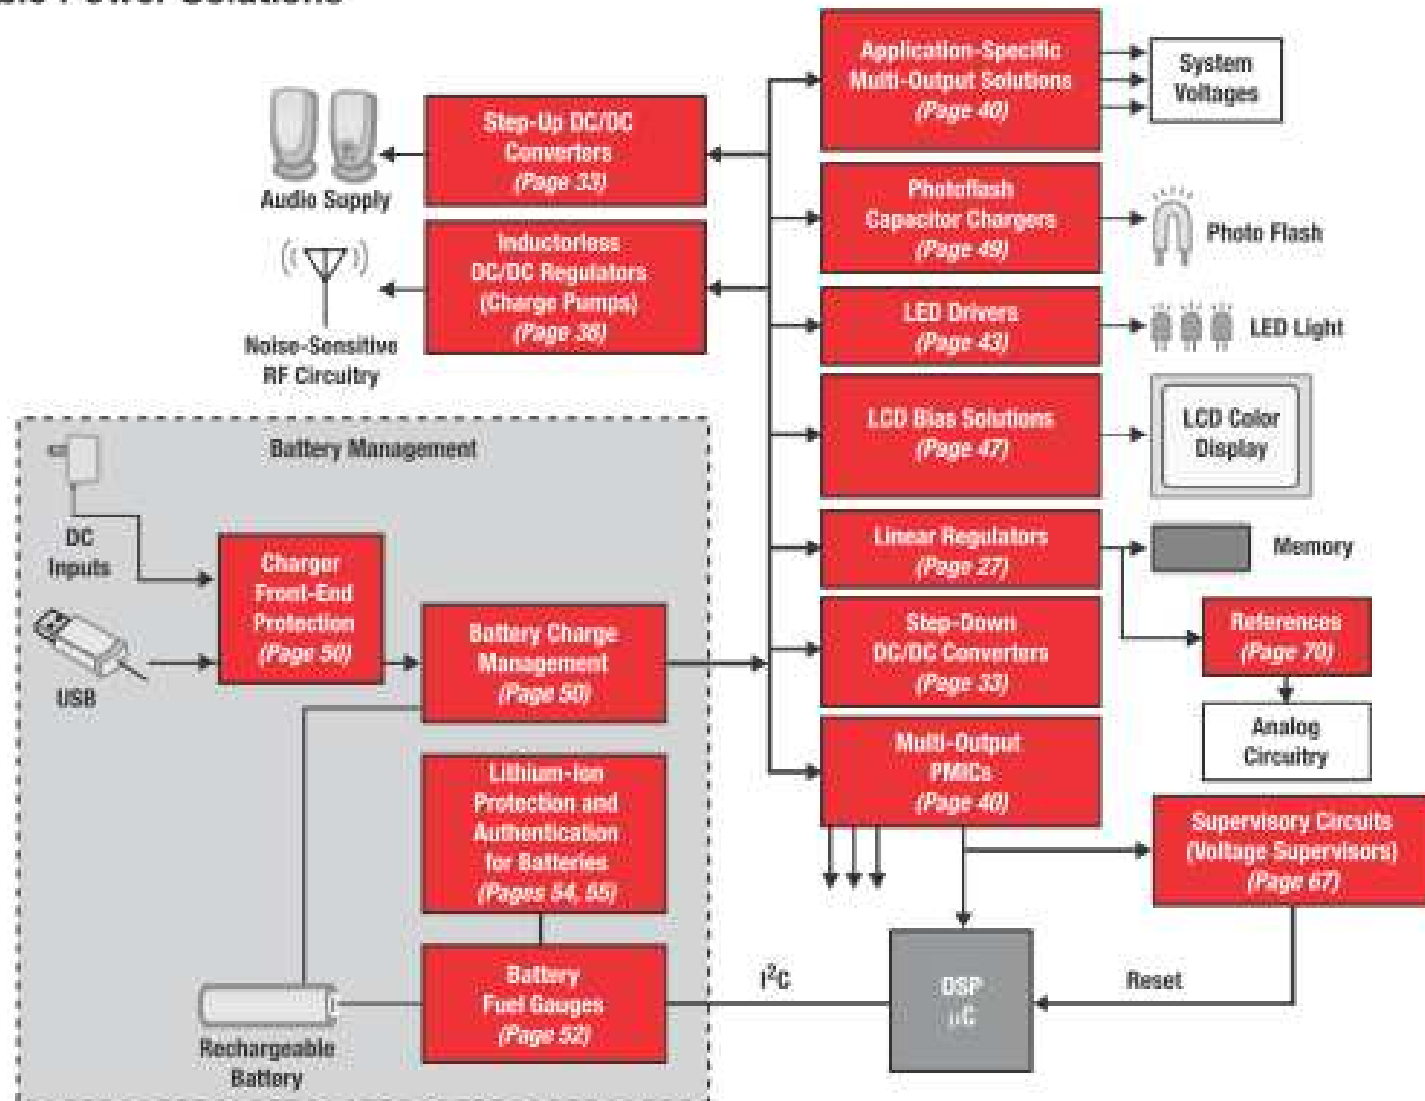 Power Solutions
Application-Specific
Multi-Output Solutions
(Page 40)
System
Voltages
Step-Up DC/DC
Converters
(Page 33)
Audio Supply
Photoflash
Capacitor Chargers
(Page 49)
Photo Flash
Inductorless
DC/DC Regulators
(Charge Pumps)
(Page 36)
Noise-Sensitive
RF Circuitry
LED Drivers
(Page 43)
LED Light
LCD Bias Solutions
(Page 47)
LCD Color
Display
Battery Management
DC
Inputs
USB
Charger
Front-End
Protection
(Page 50)
Battery Charge
Management
(Page 50)
Linear Regulators
(Page 27)
Memory
References
(Page 70)
Analog
Circuitry
Step-Down
DC/DC Converters
(Page 33)
Multi-Output
PMICs
(Page 40)
Supervisory Circuits
(Voltage Supervisors)
(Page 67)
Lithium-Ion
Protection and
Authentication
for Batteries
(Pages 54, 55)
Battery
Fuel Gauges
(Page 52)
Rechargeable
Battery
I²C
DSP
µC
Reset